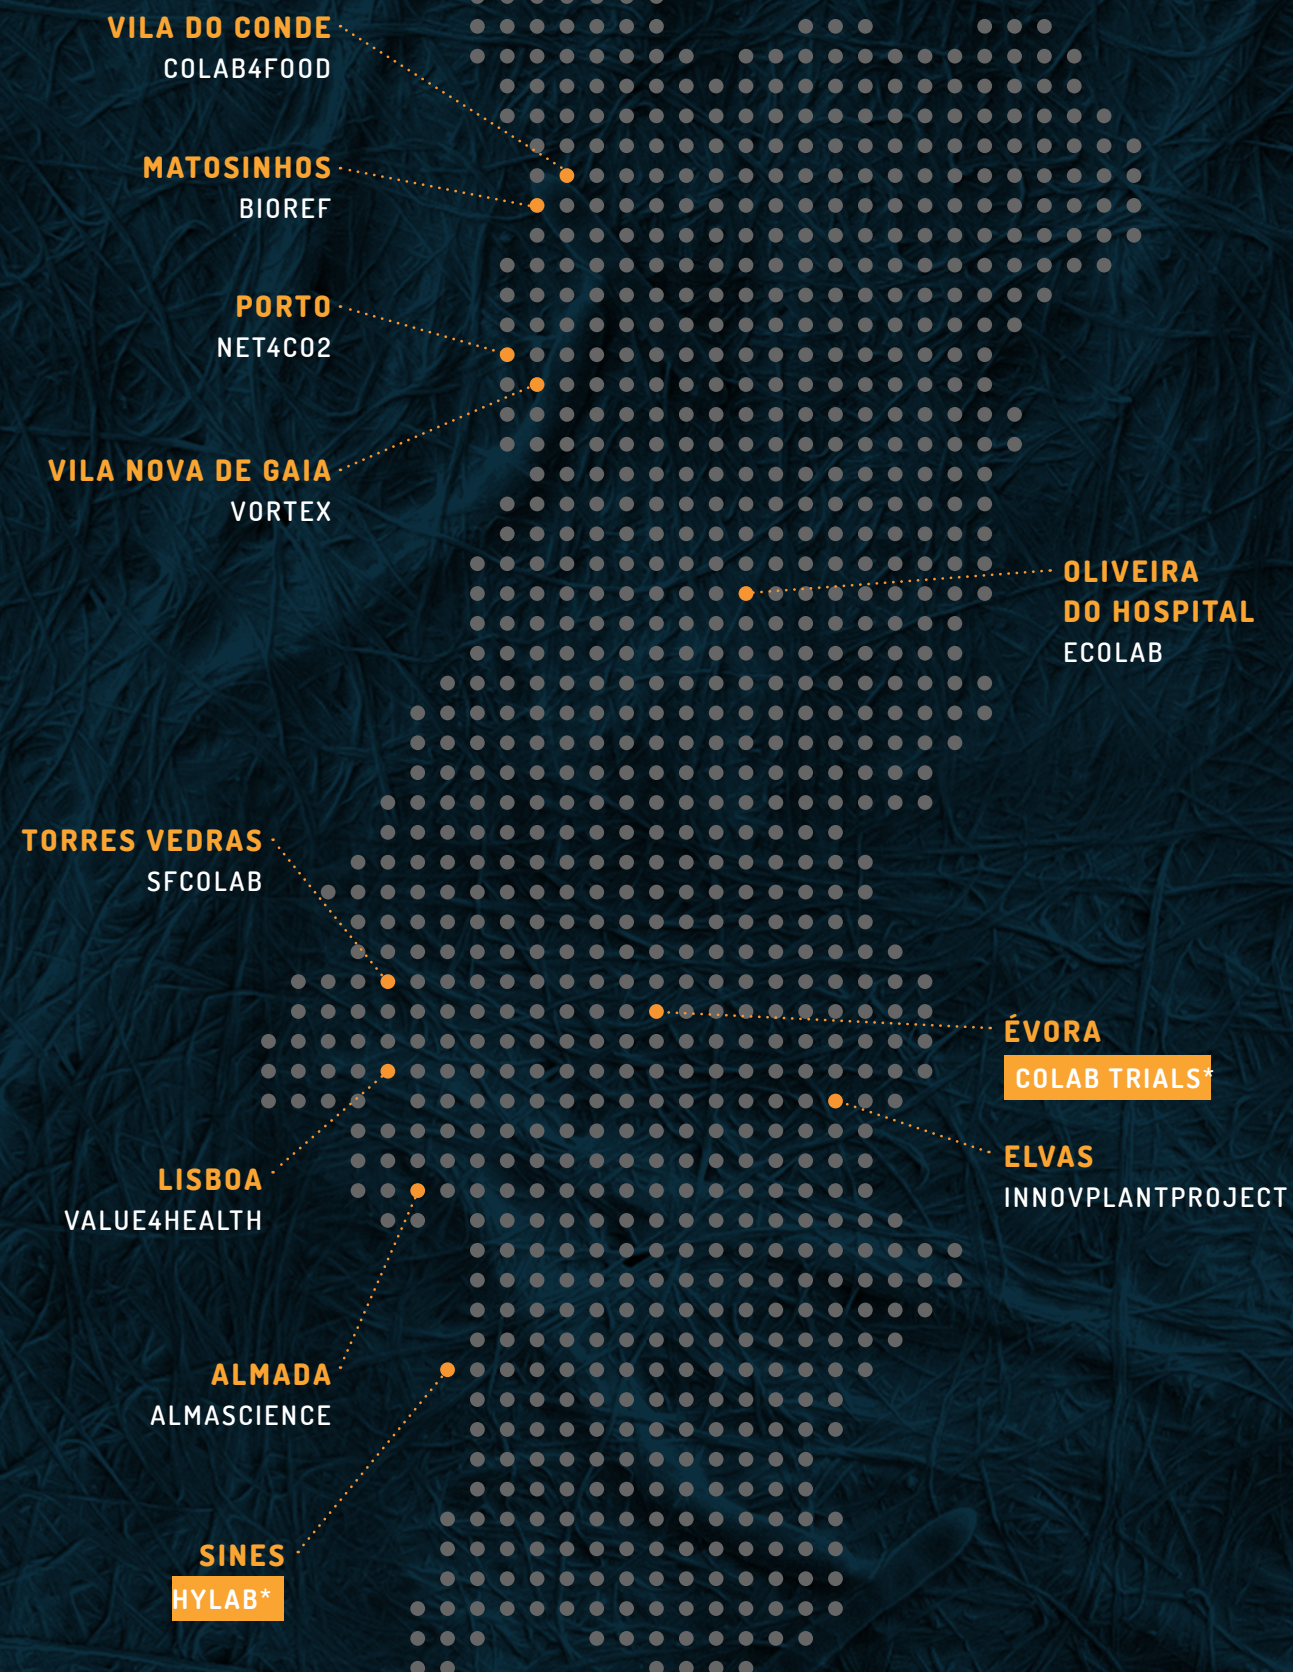 VILA DO CONDE
COLAB4FOOD
MATOSINHOS
BIOREF
PORTO
NET4CO2
VILA NOVA DE GAIA
VORTEX
OLIVEIRA
DO HOSPITAL
ECOLAB
TORRES VEDRAS
SFCOLAB
ÉVORA
COLAB TRIALS*
ELVAS
INNOVPLANTPROJECT
LISBOA
VALUE4HEALTH
ALMADA
ALMASCIENCE
SINES
HYLAB*